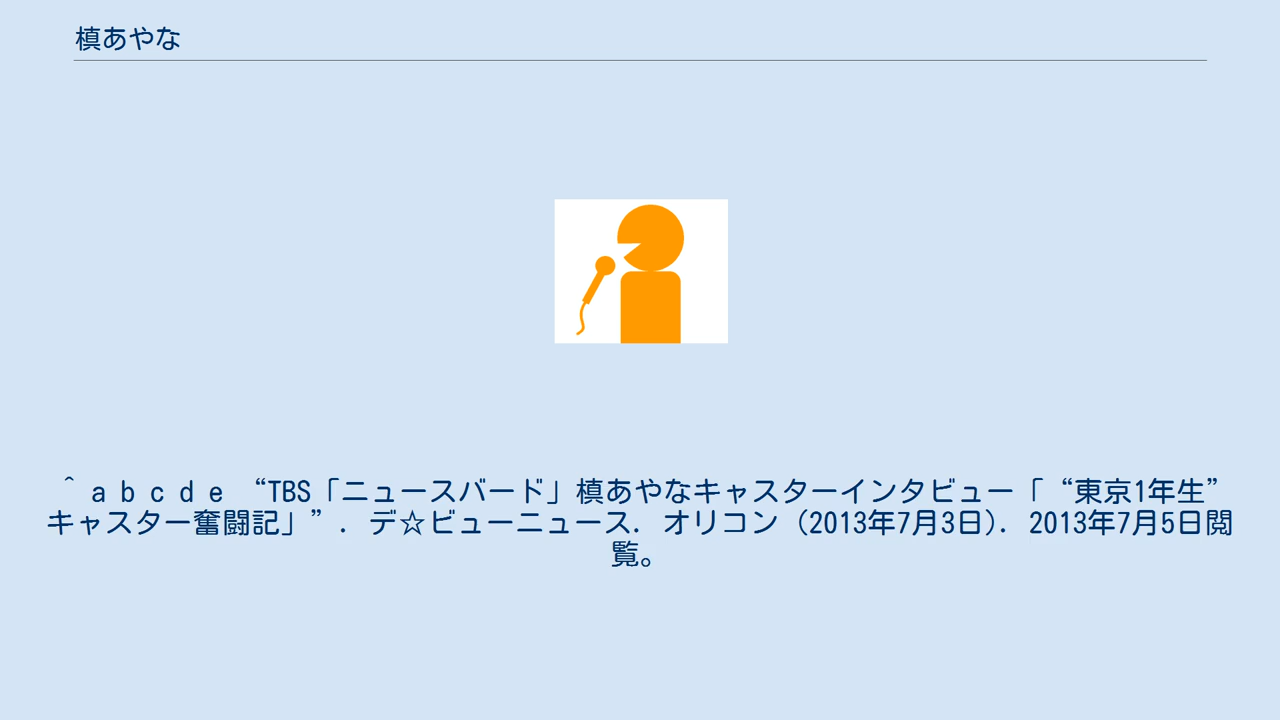 槙あやな
^ a b c d e “TBS「ニュースバード」槙あやなキャスターインタビュー「“東京1年生”
キャスター奮闘記」”. デ☆ビューニュース. オリコン (2013年7月3日). 2013年7月5日閲
覧。